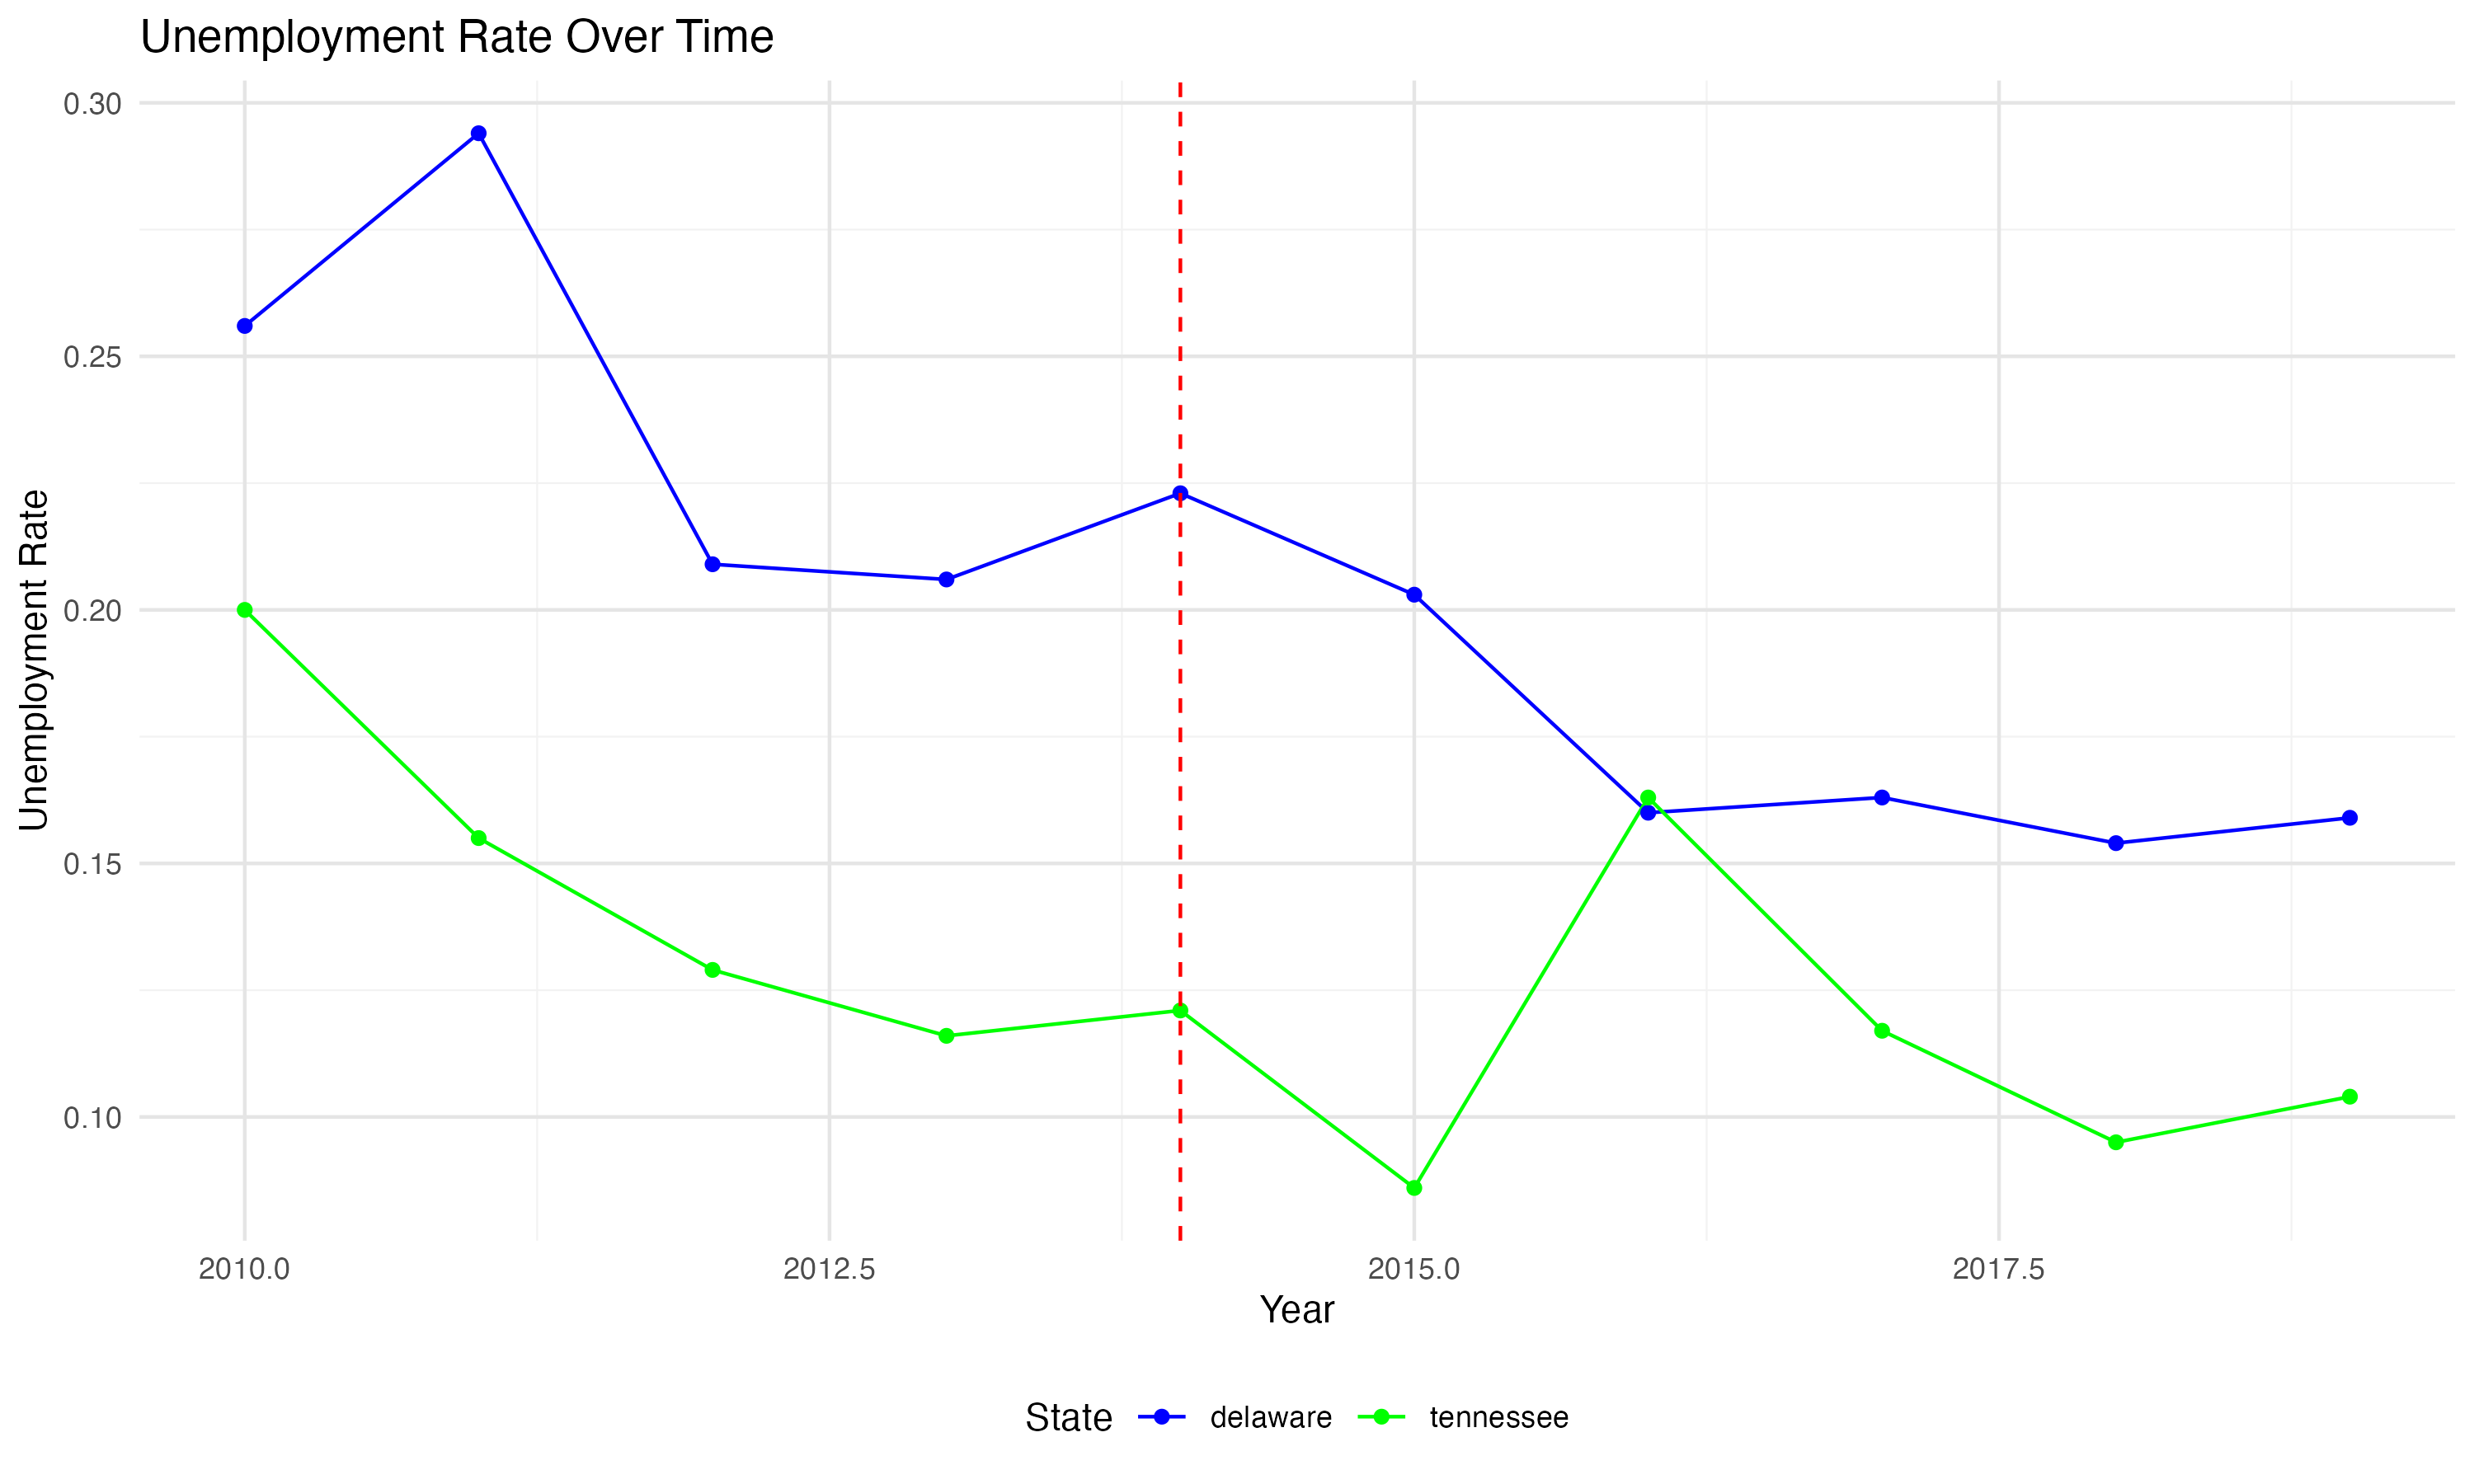 Unemployment Rate Over Time
0.30
0.25
0.20
0.15
0.10
Unemployment Rate
2010.0 2012.5 2015.0 2017.5
Year
State delaware tennessee